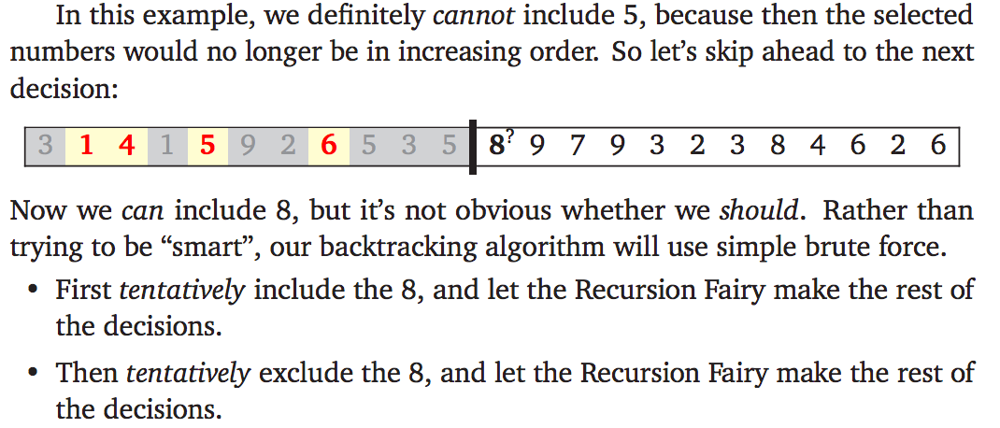 In this example, we definitely cannot include 5, because then the selected
numbers would no longer be in increasing order. So let’s skip ahead to the next
decision:
3 1 4 1 5 9 2 6 5 3 5 8? 9 7 9 3 2 3 8 4 6 2 6
Now we can include 8, but it’s not obvious whether we should. Rather than
trying to be “smart”, our backtracking algorithm will use simple brute force.
• First tentatively include the 8, and let the Recursion Fairy make the rest of
the decisions.
• Then tentatively exclude the 8, and let the Recursion Fairy make the rest of
the decisions.